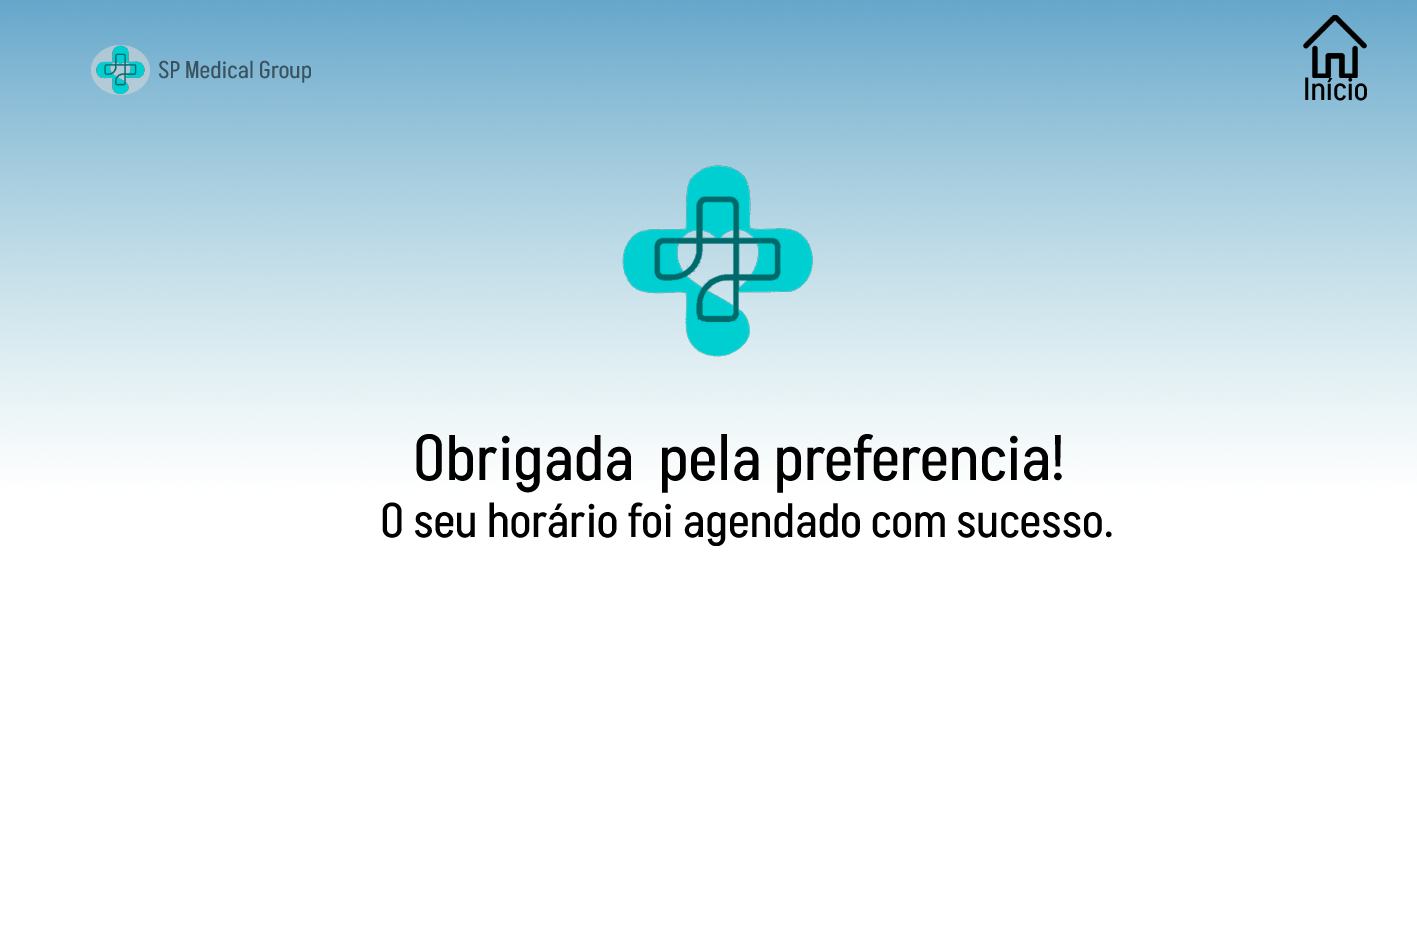 SP Medical Group
Início
Obrigada pela preferencia!
O seu horário foi agendado com sucesso.